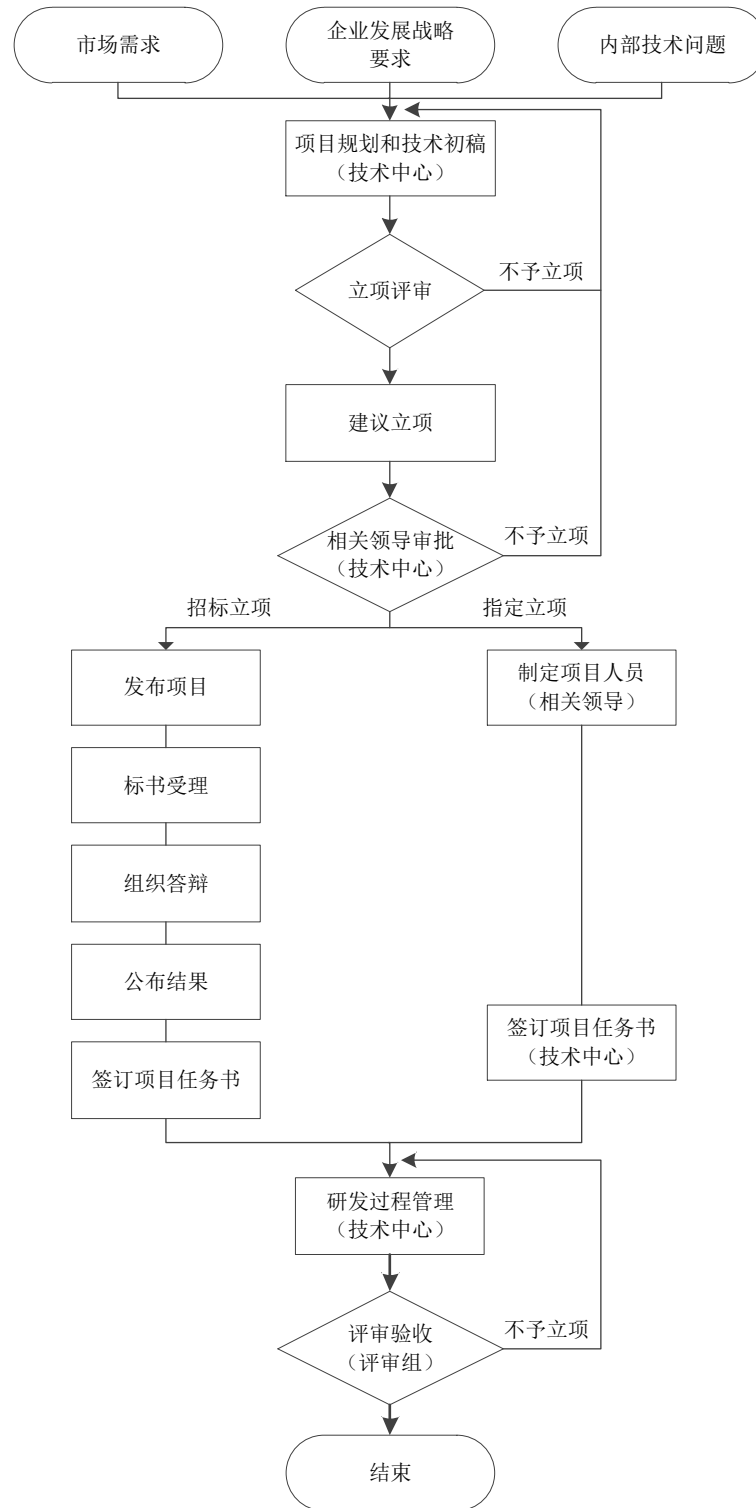 市场需求
企业发展战略
要求
内部技术问题
项目规划和技术初稿
（技术中心）
立项评审
不予立项
建议立项
相关领导审批
（技术中心）
不予立项
招标立项
指定立项
发布项目
制定项目人员
（相关领导）
标书受理
组织答辩
公布结果
签订项目任务书
签订项目任务书
（技术中心）
研发过程管理
（技术中心）
评审验收
（评审组）
不予立项
结束